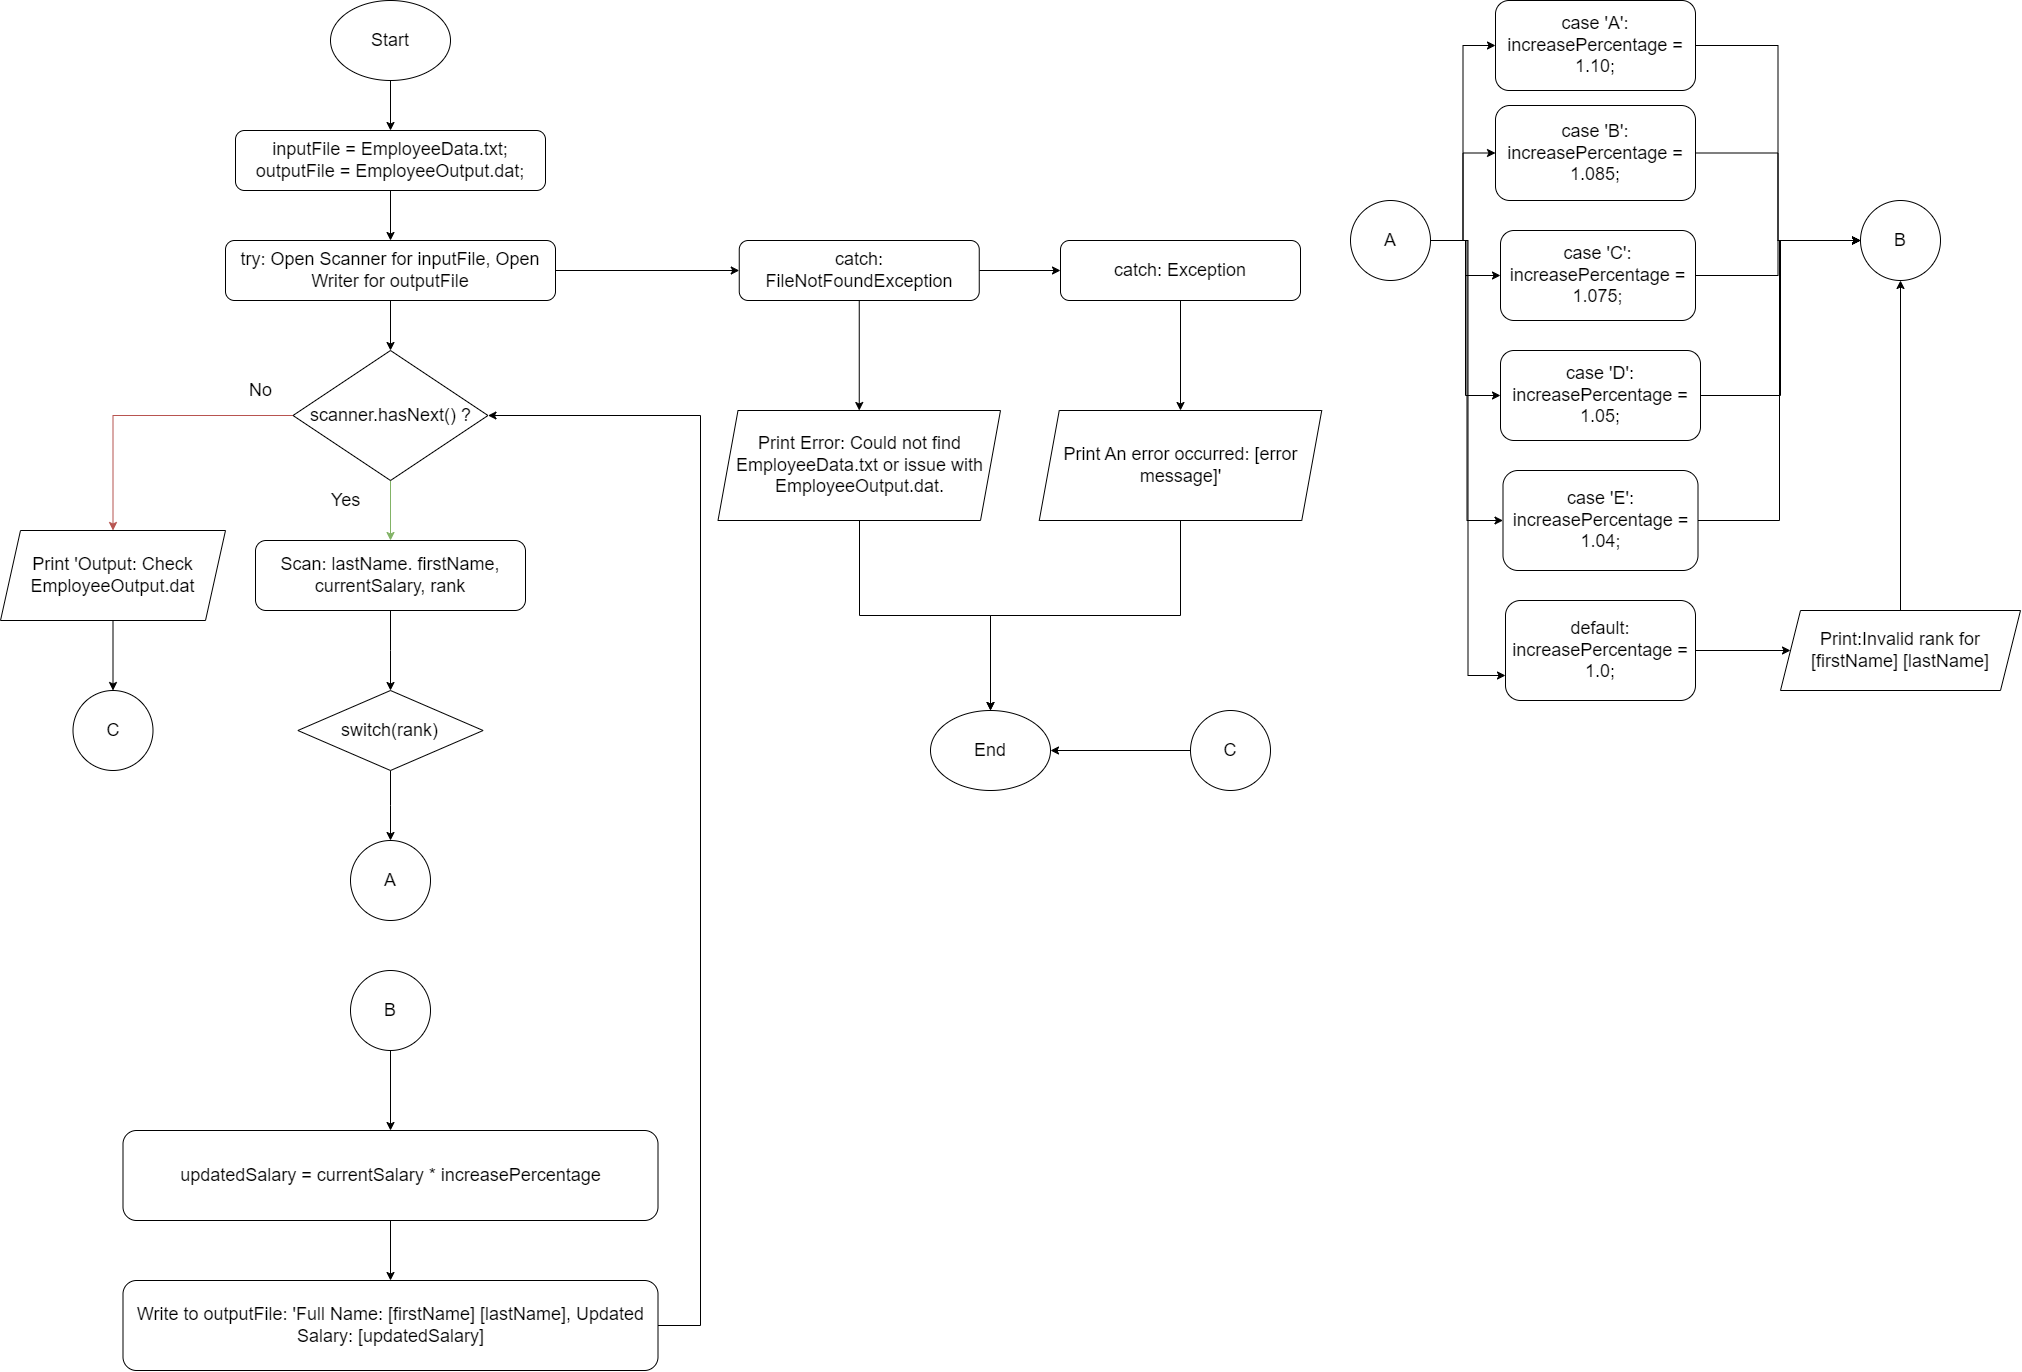 Start
inputFile = EmployeeData.txt;
outputFile = EmployeeOutput.dat;
try: Open Scanner for inputFile, Open
Writer for outputFile
catch:
FileNotFoundException
catch: Exception
No
scanner.hasNext() ?
Yes
Print Error: Could not find
EmployeeData.txt or issue with
EmployeeOutput.dat.
Print An error occurred: [error
message]'
Print 'Output: Check
EmployeeOutput.dat
Scan: lastName. firstName,
currentSalary, rank
C
switch(rank)
End
C
A
B
updatedSalary = currentSalary * increasePercentage
Write to outputFile: 'Full Name: [firstName] [lastName], Updated
Salary: [updatedSalary]
A
case 'A':
increasePercentage =
1.10;
case 'B':
increasePercentage =
1.085;
case 'C':
increasePercentage =
1.075;
case 'D':
increasePercentage =
1.05;
case 'E':
increasePercentage =
1.04;
default:
increasePercentage =
1.0;
B
Print:Invalid rank for
[firstName] [lastName]